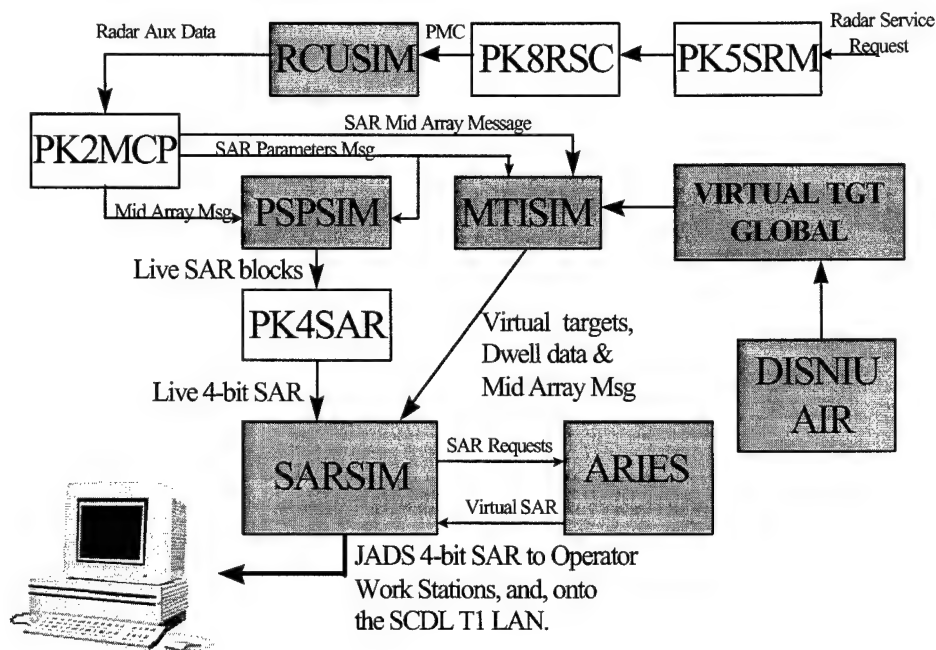 Radar Aux Data
RCUSIM
PMC
PK8RSC
PK5SRM
Radar Service
Request
PK2MCP
SAR Mid Array Message
SAR Parameters Msg
Mid Array Msg
PSPSIM
MTISIM
VIRTUAL TGT
GLOBAL
Live SAR blocks
PK4SAR
Virtual targets,
Dwell data &
Mid Array Msg
DISNIU
AIR
Live 4-bit SAR
SARSIM
SAR Requests
Virtual SAR
ARIES
JADS 4-bit SAR to Operator
Work Stations, and, onto
the SCDL T1 LAN.